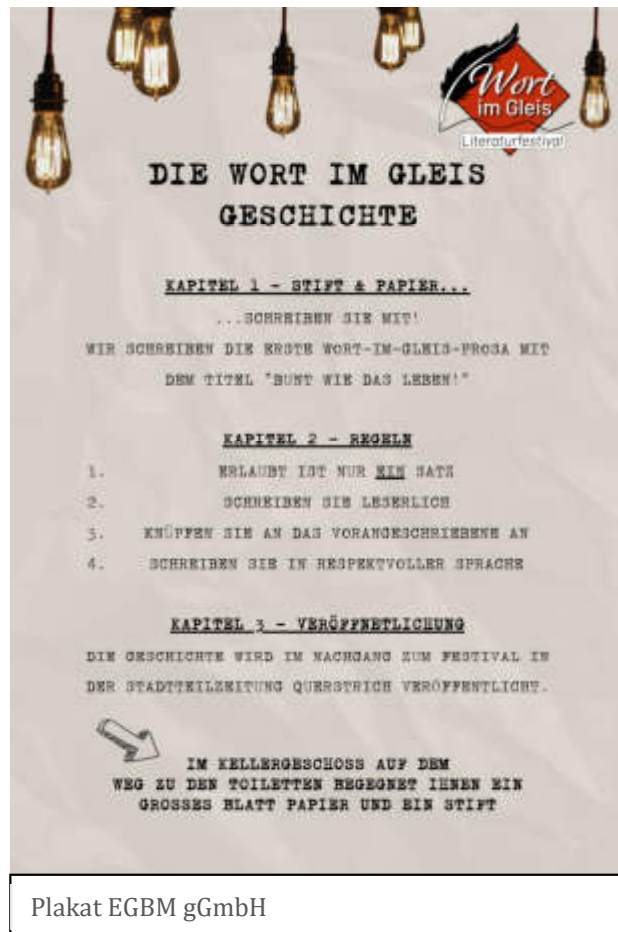 Wort
im Gleis
Literaturfestival
DIE WORT IM GLEIS
GESCHICHTE
KAPITEL 1 - STIFT & PAPIER...
...SCHREIBEN SIE MIT!
WIR SCHREIBEN DIE ERSTE WORT-IM-GLEIS-PROSA MIT
DEM TITEL "BUNT WIE DAS LEBEN!"
KAPITEL 2 - REGELN
1. ERLAUBT IST NUR EIN SATZ
2. SCHREIBEN SIE LESERLICH
3. KNÜPFEN SIE AN DAS VORANGESCHRIEBENE AN
4. SCHREIBEN SIE IN RESPEKTVOLLER SPRACHE
KAPITEL 3 - VERÖFFNETLICHUNG
DIE GESCHICHTE WIRD IM NACHGANG ZUM FESTIVAL IN
DER STADTTEILZEITUNG QUERSTRICH VERÖFFENTLICHT.
IM KELLERGESCHOSS AUF DEM
WEG ZU DEN TOILETTEN BEGEGNET IHNEN EIN
GROSSES BLATT PAPIER UND EIN STIFT
Plakat EGBM gGmbH